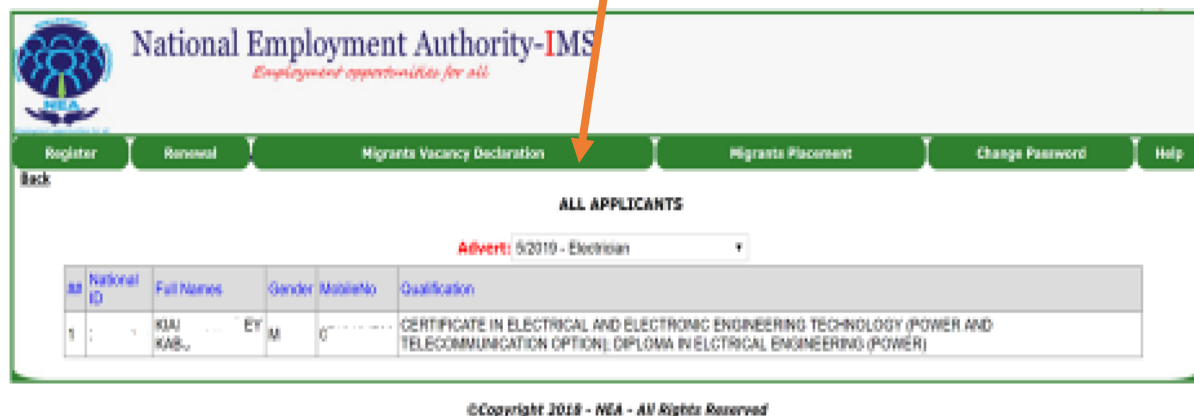 National Employment Authority-IMS
Employment opportunities for all
NEA
Register Renewal Migrants Vacancy Declaration Migrants Placement Change Password Help
Back
ALL APPLICANTS
Advert: 5/2019 - Electrician
## National ID Full Names Gender MobileNo Qualification
1 M CERTIFICATE IN ELECTRICAL AND ELECTRONIC ENGINEERING TECHNOLOGY (POWER AND
TELECOMMUNICATION OPTION); DIPLOMA IN ELCTRICAL ENGINEERING (POWER)
©Copyright 2018 - NEA - All Rights Reserved